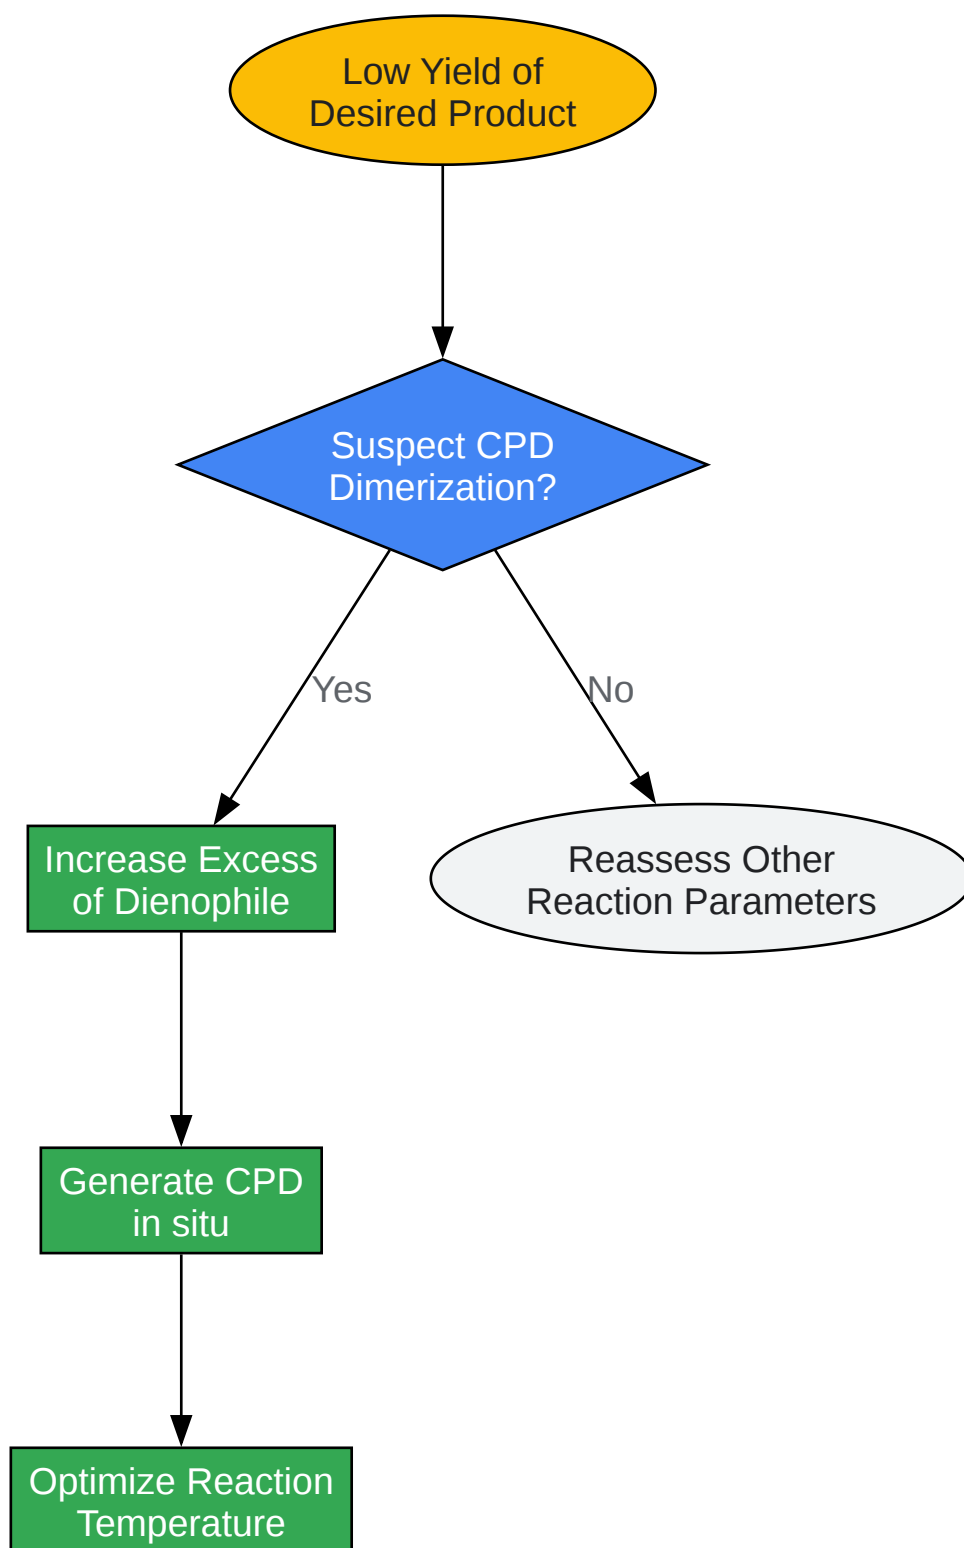 Low Yield of
Desired Product
Suspect CPD
Dimerization?
Yes
No
Increase Excess
of Dienophile
Reassess Other
Reaction Parameters
Generate CPD
in situ
Optimize Reaction
Temperature